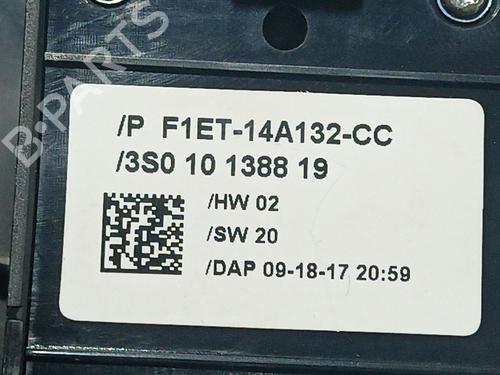 B-PARTS
/P F1ET-14A132-CC
/3S0 10 1388 19
/HW 02
/SW 20
/DAP 09-18-17 20:59